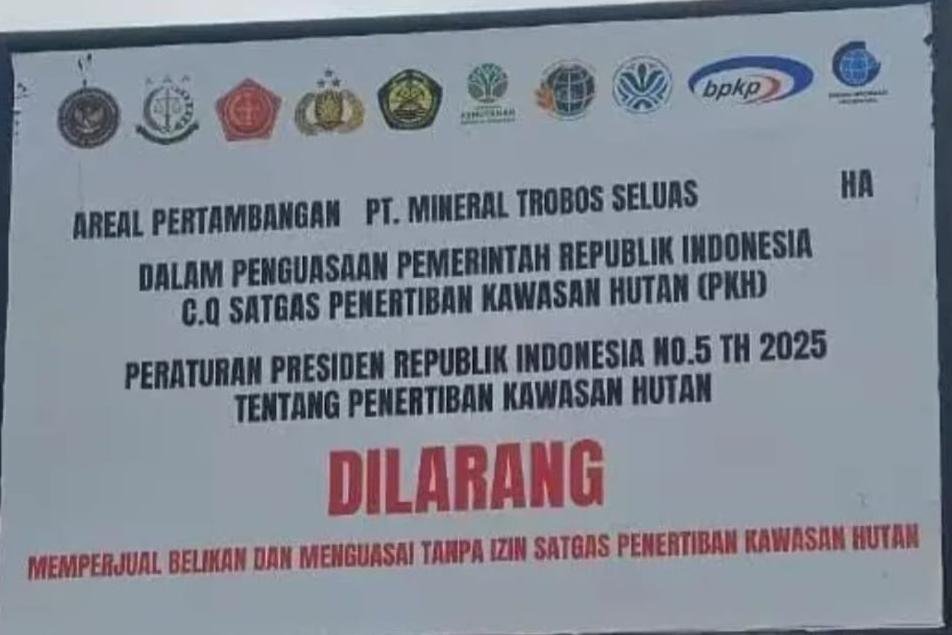 KEHUTANAN
bpkp
AREAL PERTAMBANGAN PT. MINERAL TROBOS SELUAS HA
DALAM PENGUASAAN PEMERINTAH REPUBLIK INDONESIA
C.Q SATGAS PENERTIBAN KAWASAN HUTAN (PKH)
PERATURAN PRESIDEN REPUBLIK INDONESIA NO.5 TH 2025
TENTANG PENERTIBAN KAWASAN HUTAN
DILARANG
MEMPERJUAL BELIKAN DAN MENGUASAI TANPA IZIN SATGAS PENERTIBAN KAWASAN HUTAN